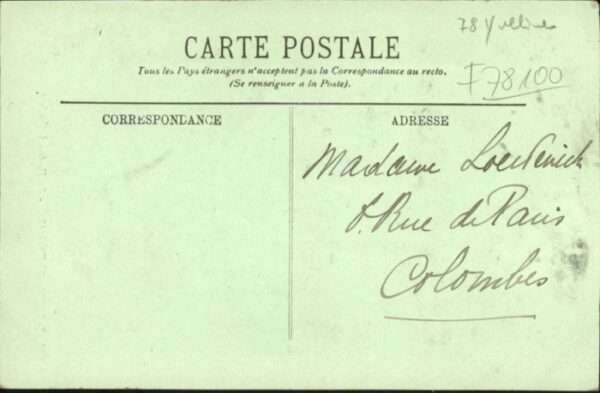 78 Yvelines
CARTE POSTALE
Tous les Pays étrangers n'acceptent pas la Correspondance au recto.
(Se renseigner à la Poste).
F78100
CORRESPONDANCE
ADRESSE
Madame
8. Rue de Paris
Colombes